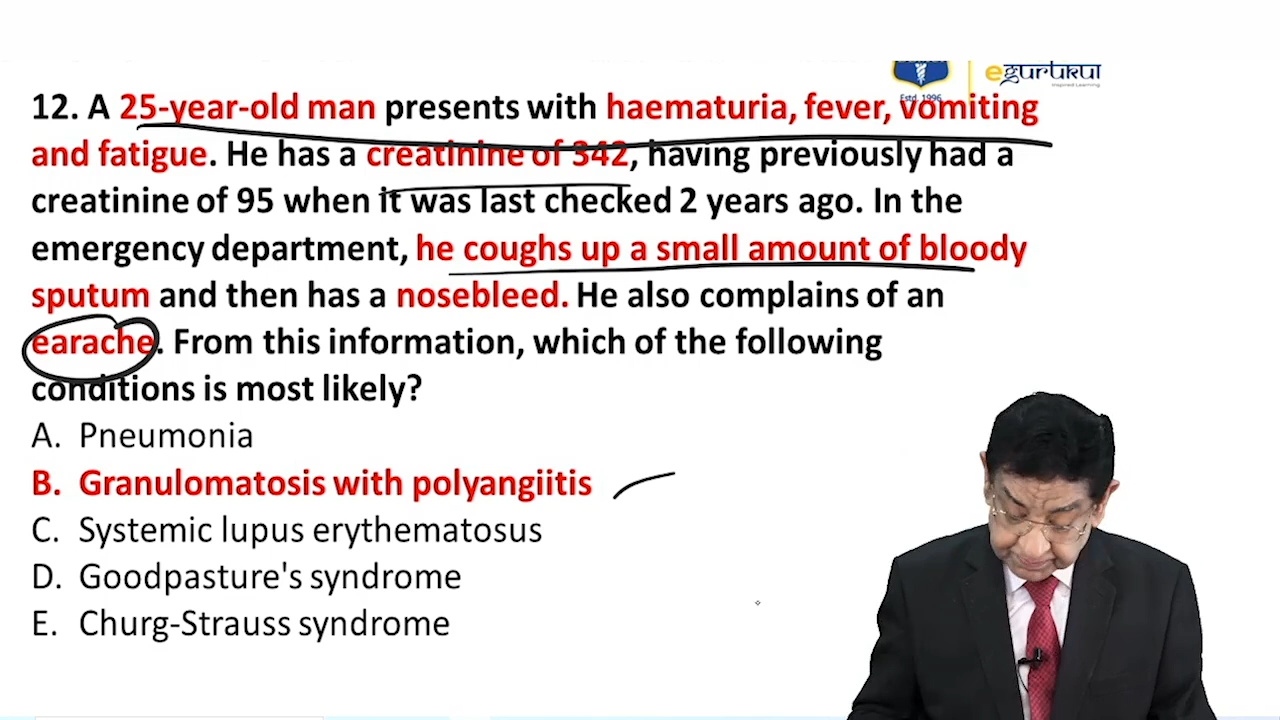 Estd. 1996
egurukul
Inspired Learning
12. A 25-year-old man presents with haematuria, fever, vomiting
and fatigue. He has a creatinine of 342, having previously had a
creatinine of 95 when it was last checked 2 years ago. In the
emergency department, he coughs up a small amount of bloody
sputum and then has a nosebleed. He also complains of an
earache. From this information, which of the following
conditions is most likely?
A. Pneumonia
B. Granulomatosis with polyangiitis
C. Systemic lupus erythematosus
D. Goodpasture's syndrome
E. Churg-Strauss syndrome